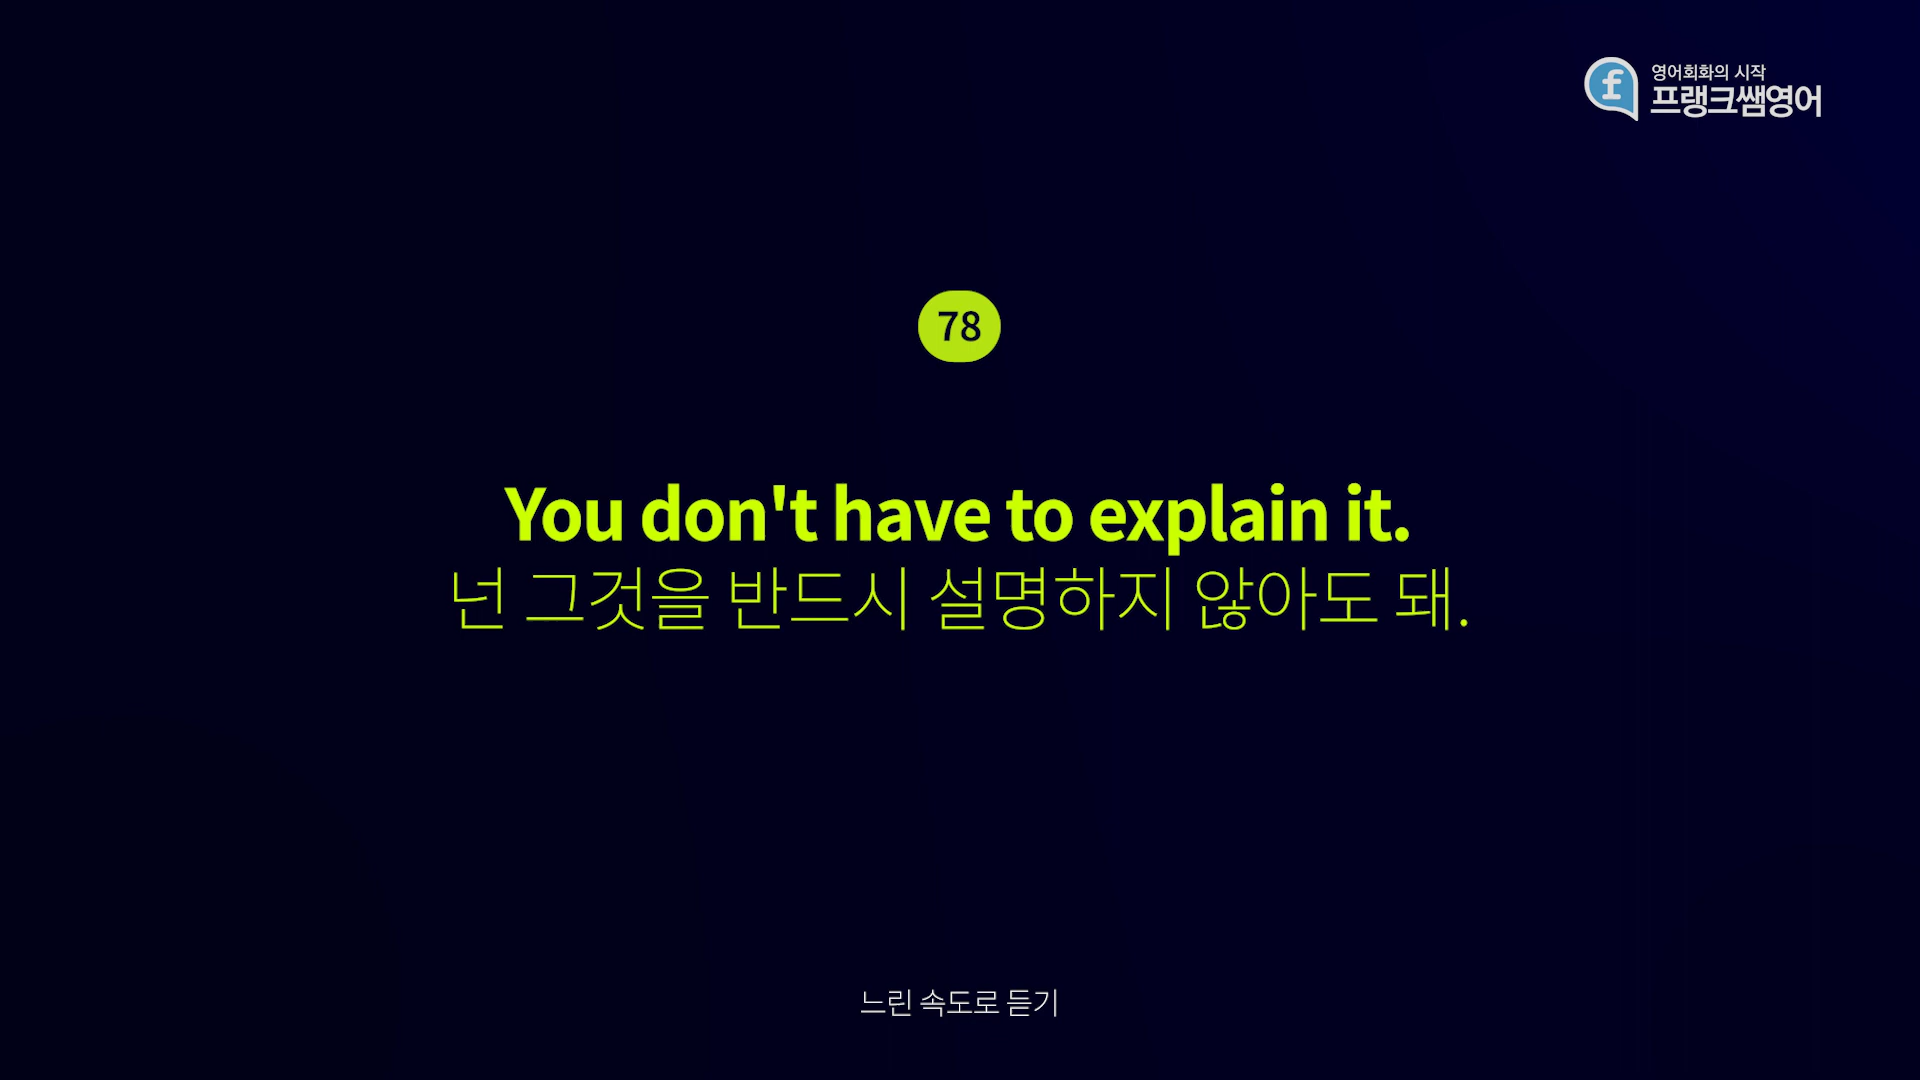 영어회화의 시작
프랭크쌤영어
78
You don't have to explain it.
넌 그것을 반드시 설명하지 않아도 돼.
느린 속도로 듣기